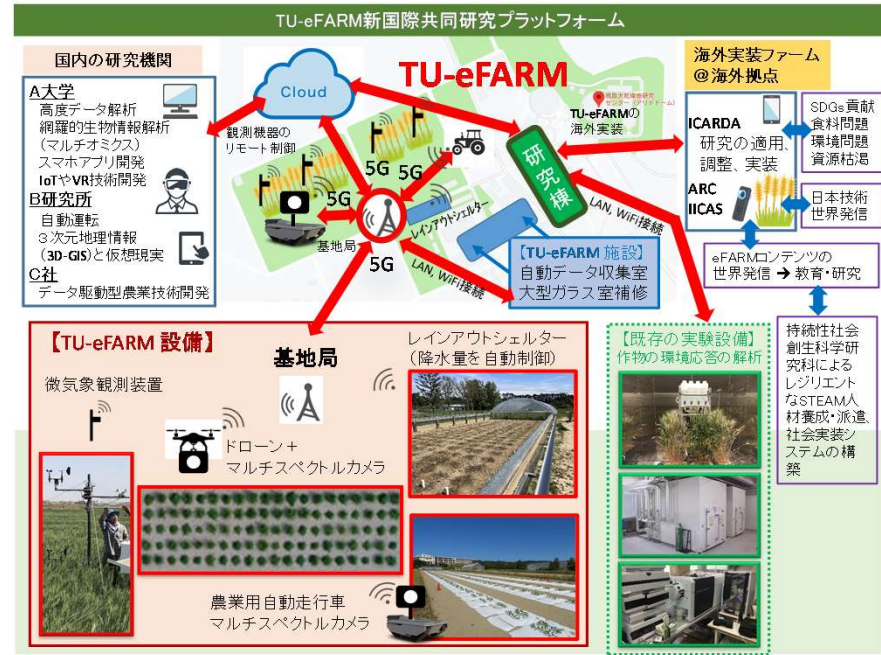 TU-eFARM新国際共同研究プラットフォーム
国内の研究機関
A大学
高度データ解析
網羅的生物情報解析
(マルチオミクス)
スマホアプリ開発
IoTやVR技術開発
B研究所
自動運転
3次元地理情報
(3D-GIS)と仮想現実
C社
データ駆動型農業技術開発
Cloud
TU-eFARM
観測機器の
リモート制御
5G
5G
5G
5G
基地局
レインアウトシェルター
LAN, WiFi接続
鳥取大乾燥地研究
センター(アリドドーム)
TU-eFARMの
海外実装
研究棟
LAN, WiFi接続
【TU-eFARM 施設】
自動データ収集室
大型ガラス室補修
海外実装ファーム
@海外拠点
ICARDA
研究の適用、
調整、実装
ARC
IICAS
SDGs貢献
食料問題
環境問題
資源枯渇
日本技術
世界発信
eFARMコンテンツの
世界発信 → 教育・研究
持続性社会
創生科学研
究科による
レジリエント
なSTEAM人
材養成・派遣、
社会実装シ
ステムの構
築
【TU-eFARM 設備】
基地局
レインアウトシェルター
(降水量を自動制御)
微気象観測装置
ドローン+
マルチスペクトルカメラ
農業用自動走行車
マルチスペクトルカメラ
【既存の実験設備】
作物の環境応答の解析